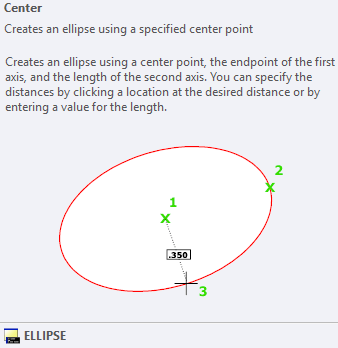 Center
Creates an ellipse using a specified center point
Creates an ellipse using a center point, the endpoint of the first
axis, and the length of the second axis. You can specify the
distances by clicking a location at the desired distance or by
entering a value for the length.
2
1
.350
3
ELLIPSE